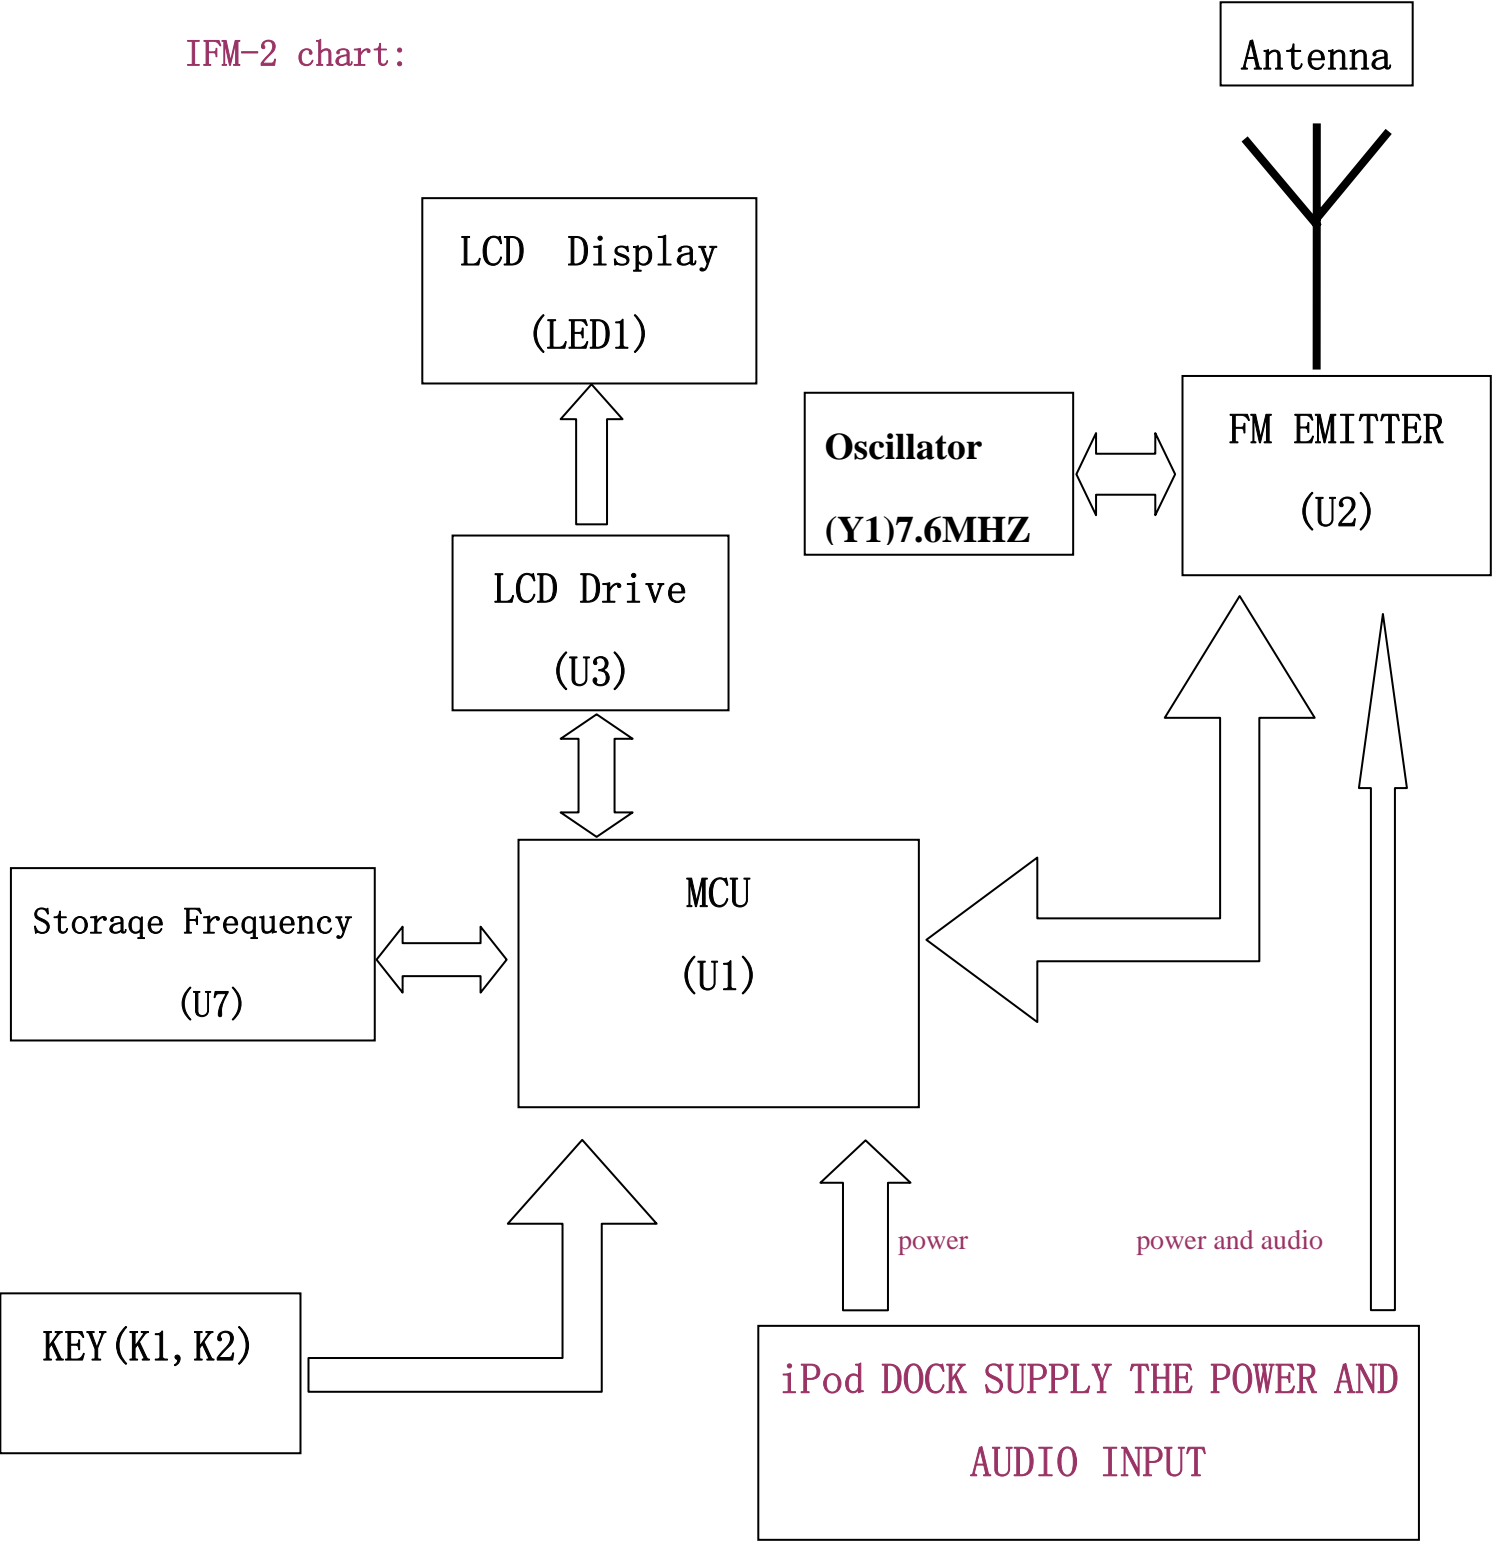 IFM-2 chart:
Antenna
LCD Display
(LED1)
Oscillator
(Y1)7.6MHZ
FM EMITTER
(U2)
LCD Drive
(U3)
MCU
(U1)
Storaqe Frequency
(U7)
power
power and audio
KEY(K1,K2)
iPod DOCK SUPPLY THE POWER AND
AUDIO INPUT